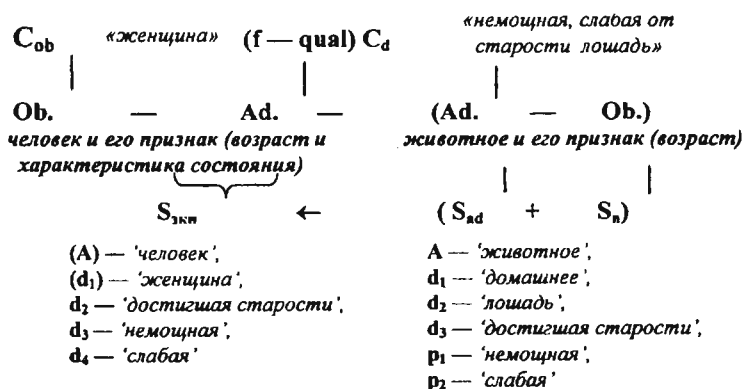 C_ob «женщина» (f — qual) C_d «немощная, слабая от
старости лошадь»
Ob. — Ad. — (Ad. — Ob.)
человек и его признак (возраст и животное и его признак (возраст)
характеристика состояния)
S_зкп ← ( S_ad + S_n)
(A) — 'человек', A — 'животное',
(d₁) — 'женщина', d₁ — 'домашнее',
d₂ — 'достигшая старости', d₂ — 'лошадь',
d₃ — 'немощная', d₃ — 'достигшая старости',
d₄ — 'слабая' p₁ — 'немощная',
p₂ — 'слабая'